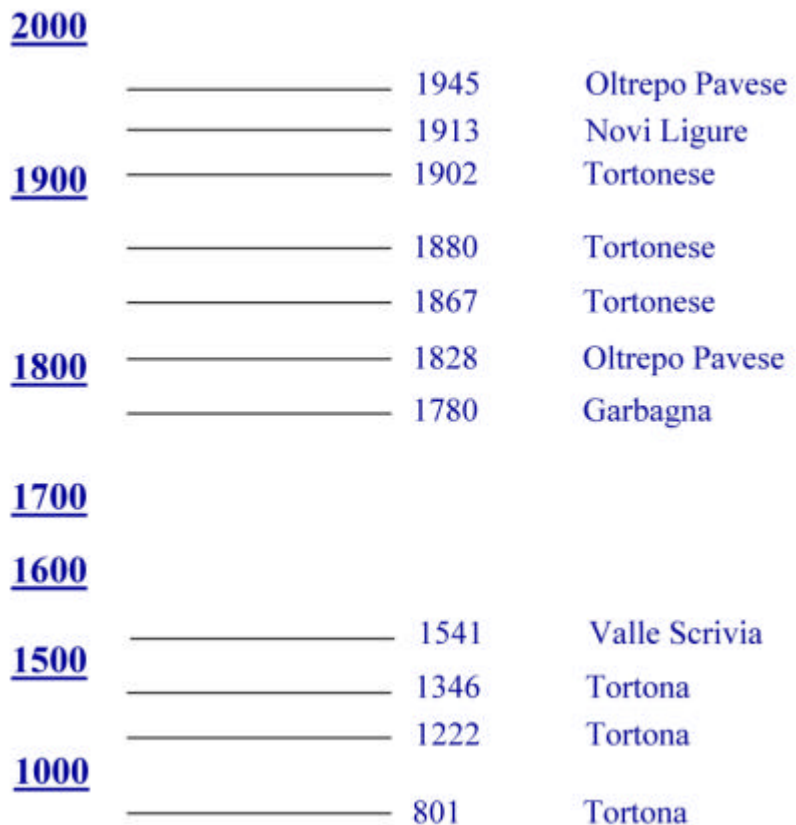 2000
1945 Oltrepo Pavese
1913 Novi Ligure
1900 1902 Tortonese
1880 Tortonese
1867 Tortonese
1800 1828 Oltrepo Pavese
1780 Garbagna
1700
1600
1541 Valle Scrivia
1500
1346 Tortona
1222 Tortona
1000
801 Tortona